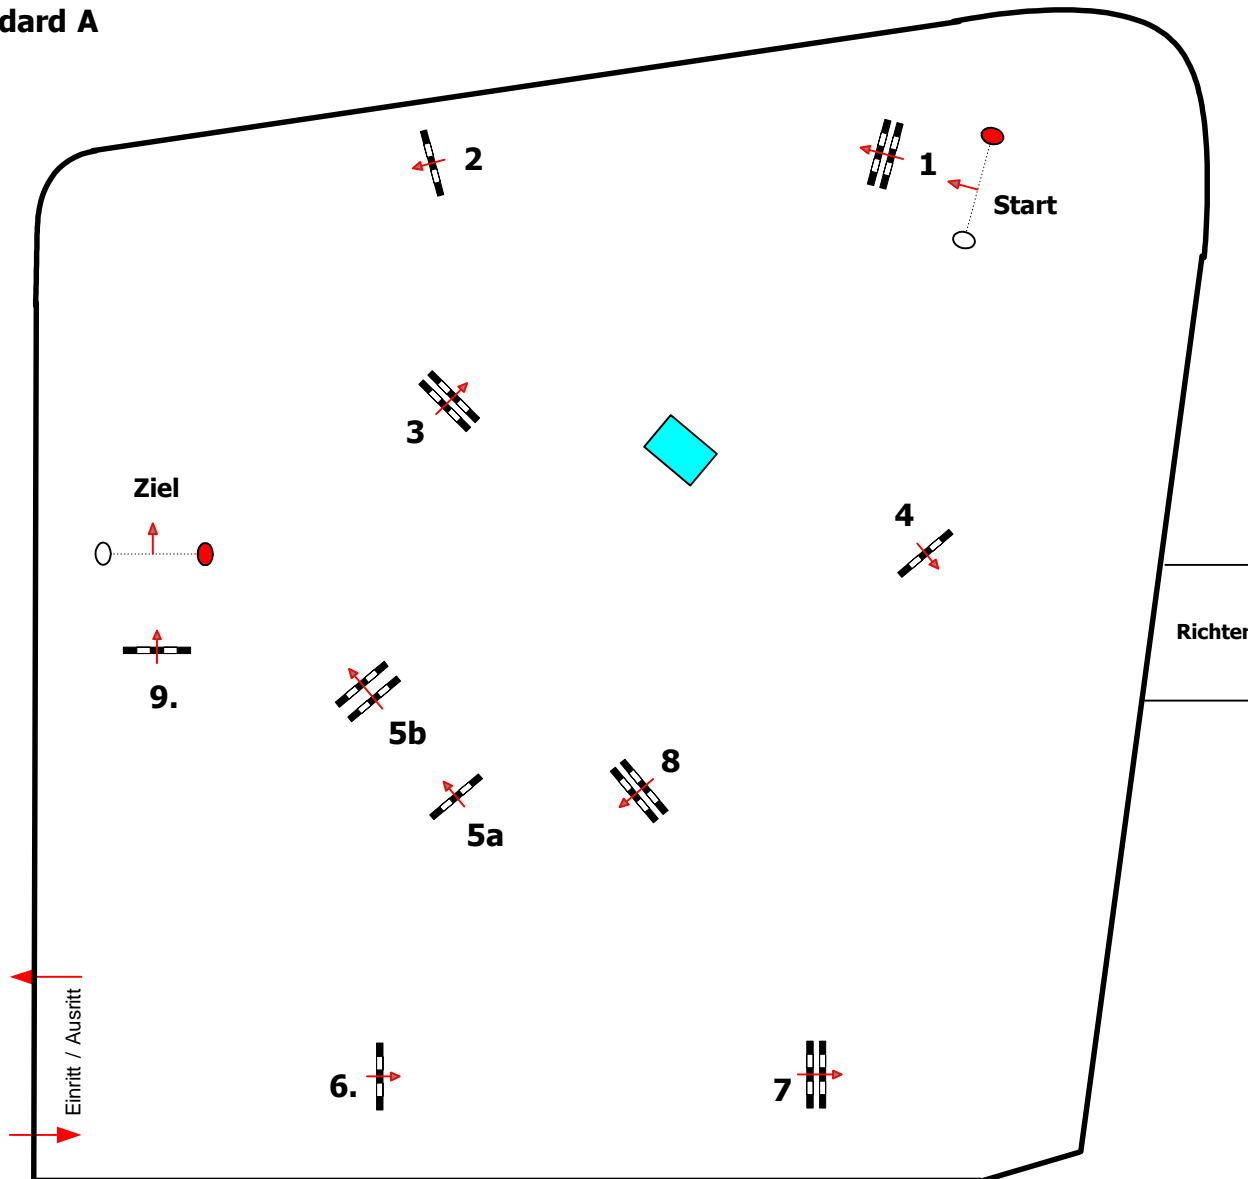 dard A
2
1
Start
3
Ziel
4
Richter
9.
5b
8
5a
Einritt / Ausritt
6.
7